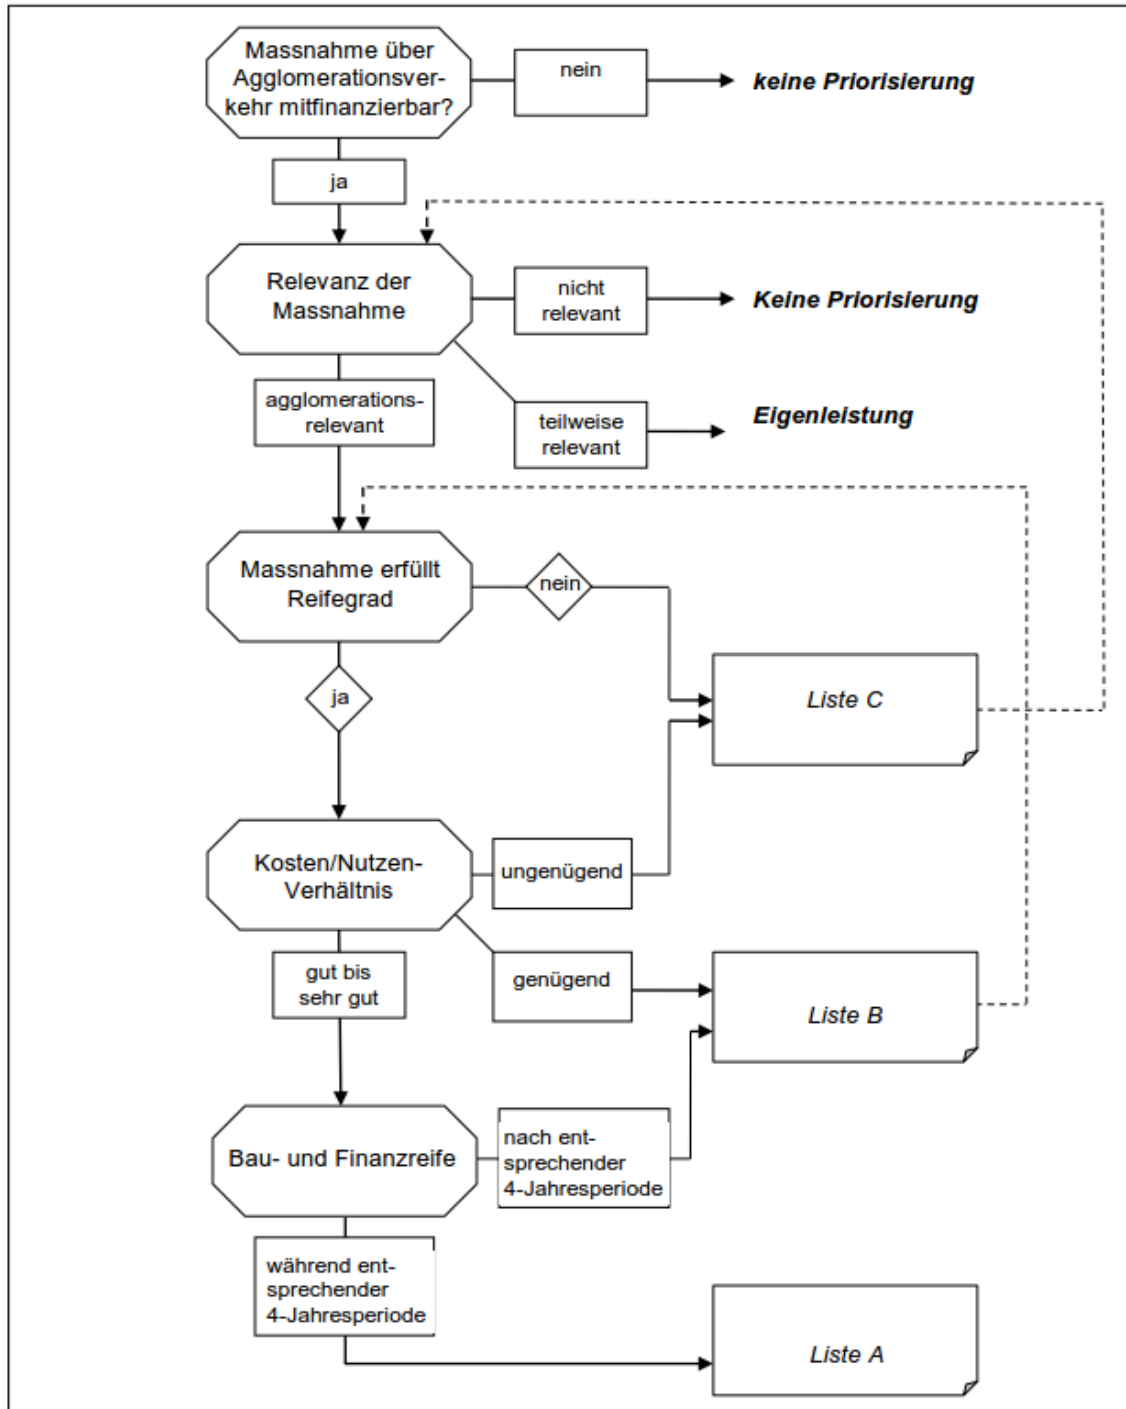 Massnahme über
Agglomerationsver-
kehr mitfinanzierbar?
nein
keine Priorisierung
ja
Relevanz der
Massnahme
nicht
relevant
Keine Priorisierung
agglomerations-
relevant
teilweise
relevant
Eigenleistung
Massnahme erfüllt
Reifegrad
nein
ja
Liste C
Kosten/Nutzen-
Verhältnis
ungenügend
gut bis
sehr gut
genügend
Liste B
Bau- und Finanzreife
nach ent-
sprechender
4-Jahresperiode
während ent-
sprechender
4-Jahresperiode
Liste A